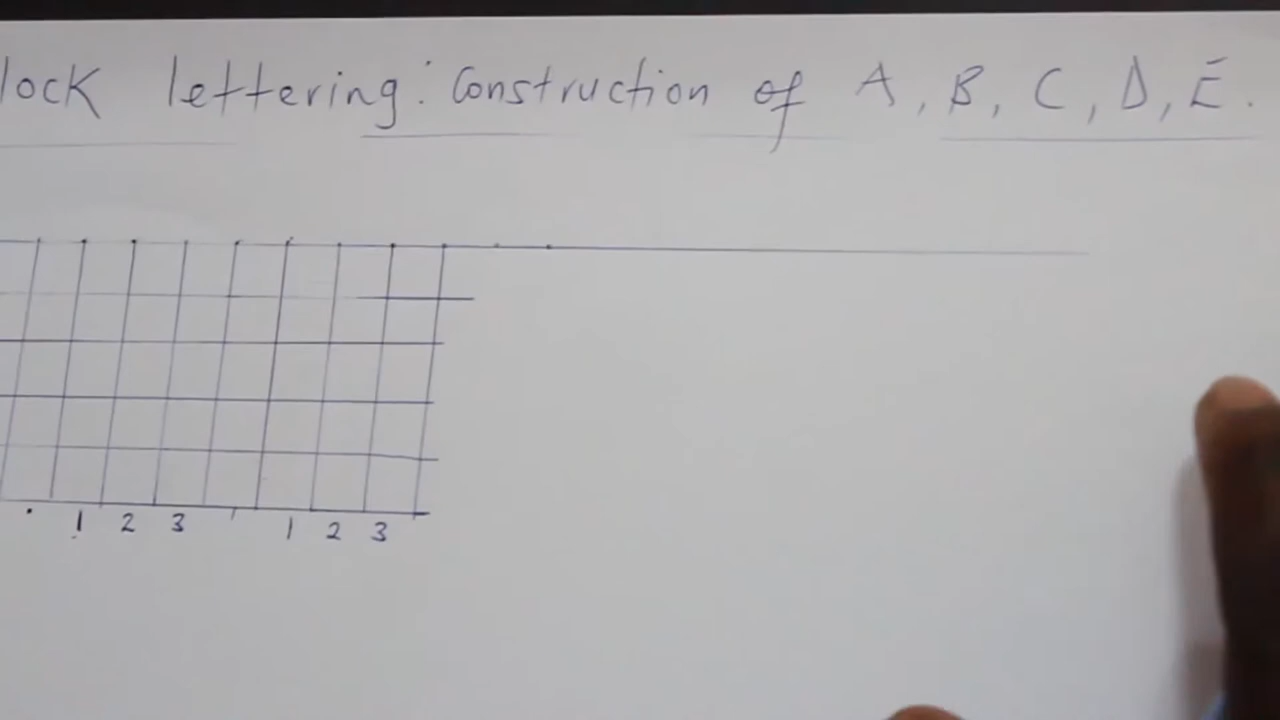 lock lettering: Construction of A, B, C, D, E.
1 2 3 1 2 3